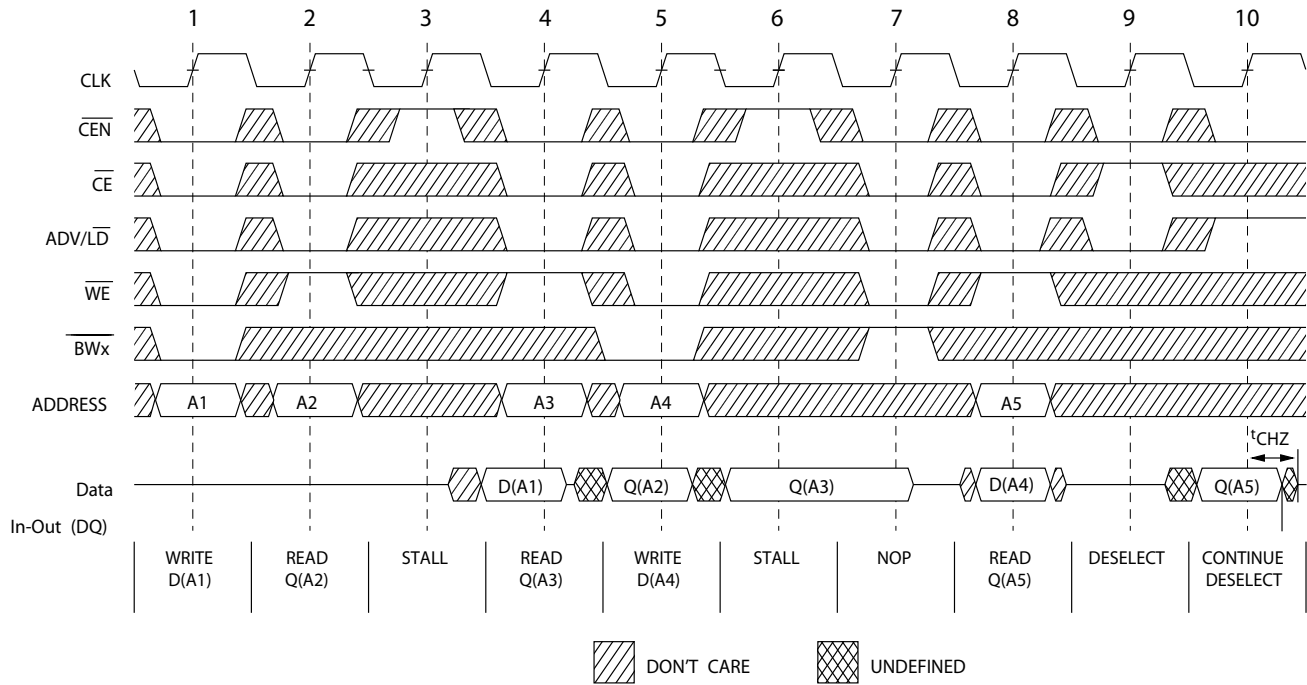 1 2 3 4 5 6 7 8 9 10
CLK
CEN
CE
ADV/LD
WE
BWx
ADDRESS A1 A2 A3 A4 A5
tCHZ
Data D(A1) Q(A2) Q(A3) D(A4) Q(A5)
In-Out (DQ)
WRITE READ STALL READ WRITE STALL NOP READ DESELECT CONTINUE
D(A1) Q(A2) Q(A3) D(A4) Q(A5) DESELECT
DON'T CARE UNDEFINED